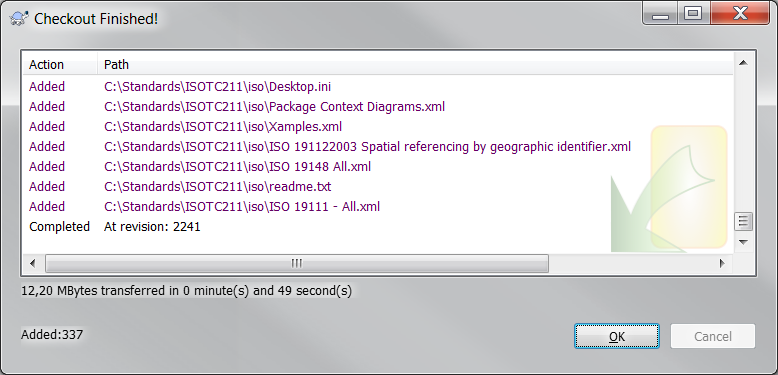 Checkout Finished!
Action Path
Added C:\Standards\ISOTC211\iso\Desktop.ini
Added C:\Standards\ISOTC211\iso\Package Context Diagrams.xml
Added C:\Standards\ISOTC211\iso\Xamples.xml
Added C:\Standards\ISOTC211\iso\ISO 191122003 Spatial referencing by geographic identifier.xml
Added C:\Standards\ISOTC211\iso\ISO 19148 All.xml
Added C:\Standards\ISOTC211\iso\readme.txt
Added C:\Standards\ISOTC211\iso\ISO 19111 - All.xml
Completed At revision: 2241
12,20 MBytes transferred in 0 minute(s) and 49 second(s)
Added:337
OK Cancel